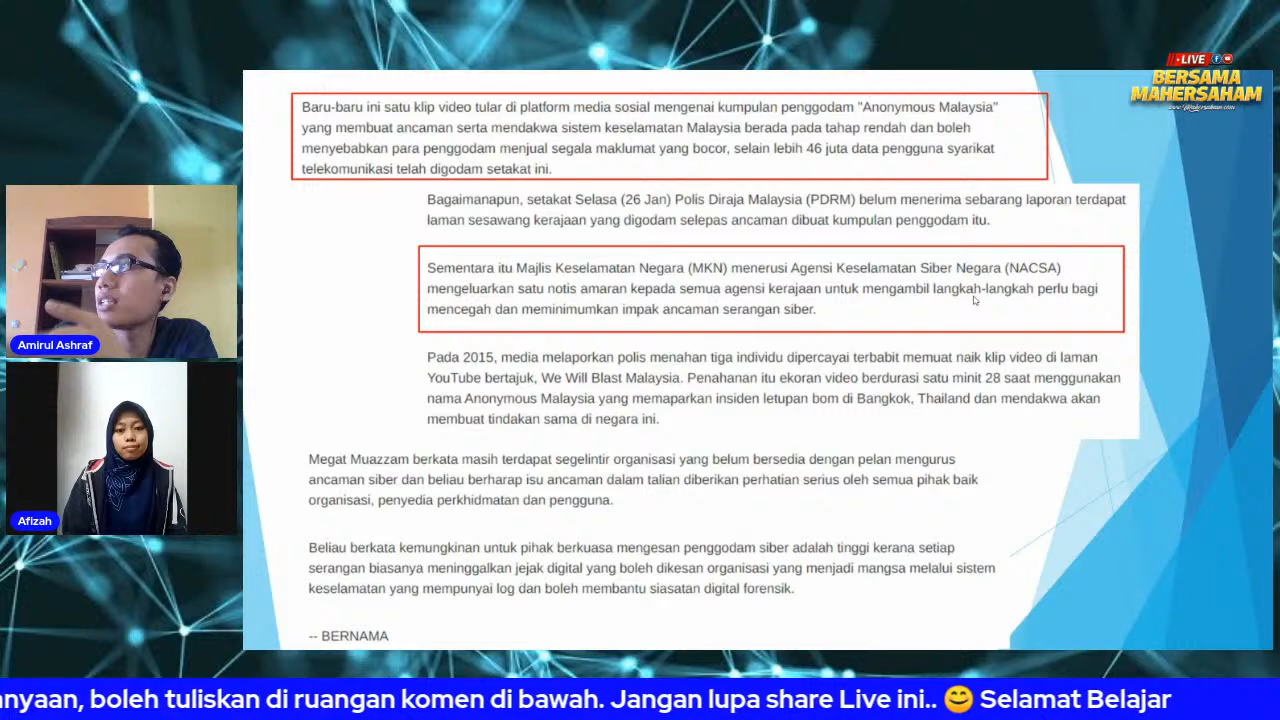 LIVE
BERSAMA
MAHERSAHAM
Baru-baru ini satu klip video tular di platform media sosial mengenai kumpulan penggodam "Anonymous Malaysia"
yang membuat ancaman serta mendakwa sistem keselamatan Malaysia berada pada tahap rendah dan boleh
menyebabkan para penggodam menjual segala maklumat yang bocor, selain lebih 46 juta data pengguna syarikat
telekomunikasi telah digodam setakat ini.
Bagaimanapun, setakat Selasa (26 Jan) Polis Diraja Malaysia (PDRM) belum menerima sebarang laporan terdapat
laman sesawang kerajaan yang digodam selepas ancaman dibuat kumpulan penggodam itu.
Sementara itu Majlis Keselamatan Negara (MKN) menerusi Agensi Keselamatan Siber Negara (NACSA)
mengeluarkan satu notis amaran kepada semua agensi kerajaan untuk mengambil langkah-langkah perlu bagi
mencegah dan meminimumkan impak ancaman serangan siber.
Pada 2015, media melaporkan polis menahan tiga individu dipercayai terbabit memuat naik klip video di laman
YouTube bertajuk, We Will Blast Malaysia. Penahanan itu ekoran video berdurasi satu minit 28 saat menggunakan
nama Anonymous Malaysia yang memaparkan insiden letupan bom di Bangkok, Thailand dan mendakwa akan
membuat tindakan sama di negara ini.
Megat Muazzam berkata masih terdapat segelintir organisasi yang belum bersedia dengan pelan mengurus
ancaman siber dan beliau berharap isu ancaman dalam talian diberikan perhatian serius oleh semua pihak baik
organisasi, penyedia perkhidmatan dan pengguna.
Beliau berkata kemungkinan untuk pihak berkuasa mengesan penggodam siber adalah tinggi kerana setiap
serangan biasanya meninggalkan jejak digital yang boleh dikesan organisasi yang menjadi mangsa melalui sistem
keselamatan yang mempunyai log dan boleh membantu siasatan digital forensik.
-- BERNAMA
Amirul Ashraf
Afizah
anyaan, boleh tuliskan di ruangan komen di bawah. Jangan lupa share Live ini.. 😊 Selamat Belajar